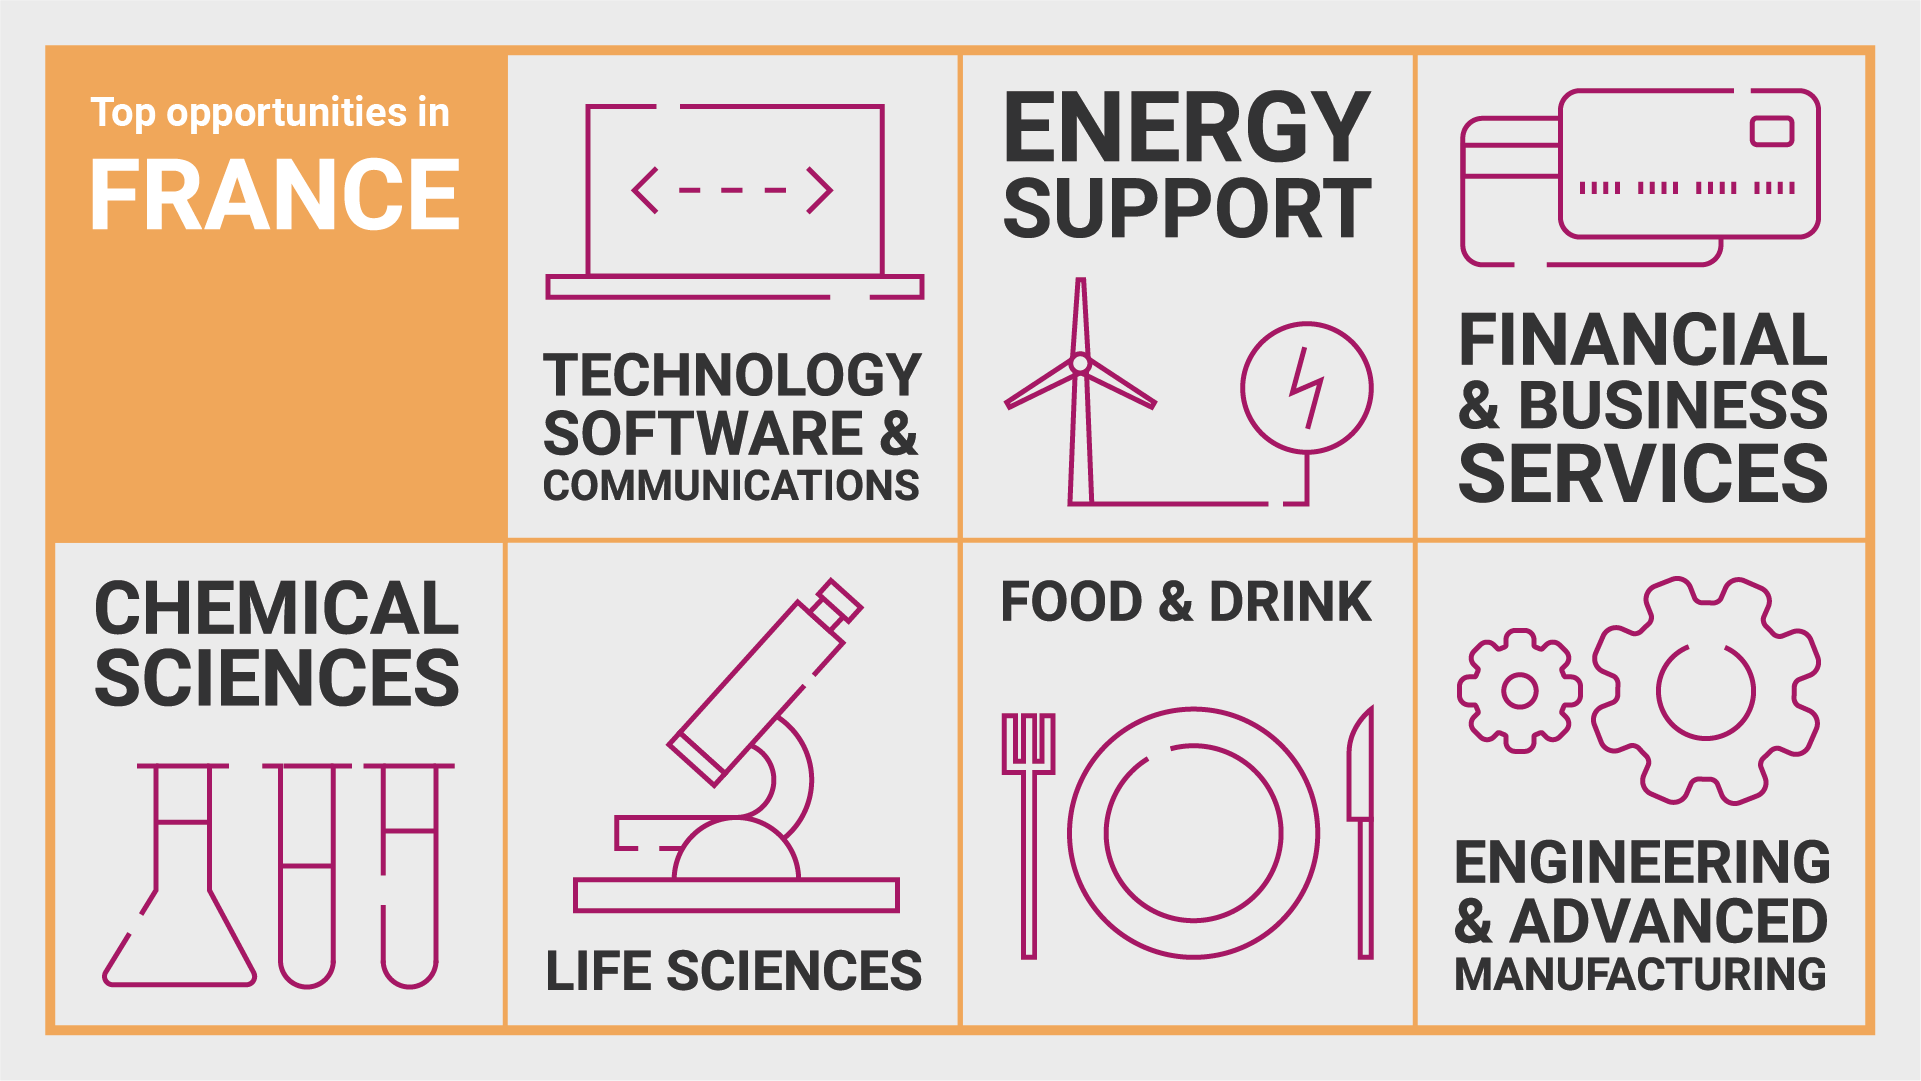 Top opportunities in
FRANCE
TECHNOLOGY
SOFTWARE &
COMMUNICATIONS
ENERGY
SUPPORT
FINANCIAL
& BUSINESS
SERVICES
CHEMICAL
SCIENCES
LIFE SCIENCES
FOOD & DRINK
ENGINEERING
& ADVANCED
MANUFACTURING